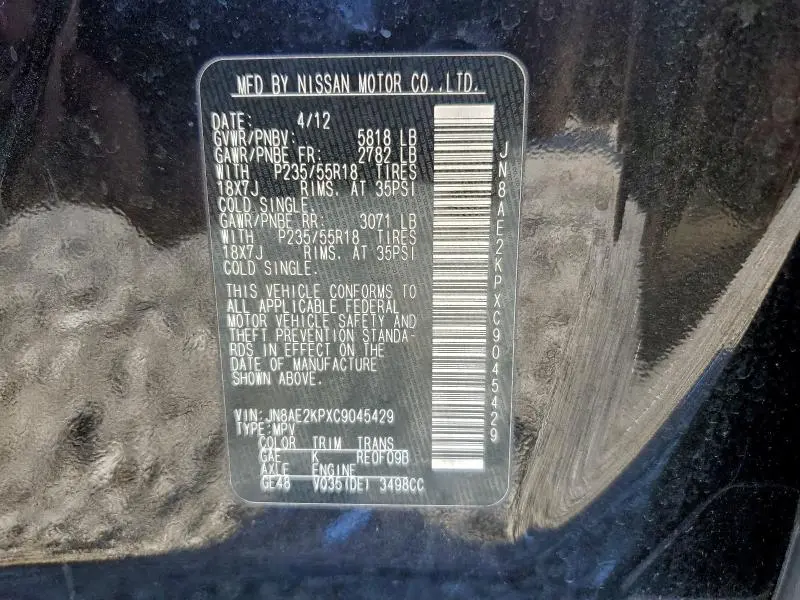 MFD BY NISSAN MOTOR CO.,LTD.
DATE: 4/12
GVWR/PNBV: 5818 LB
GAWR/PNBE FR: 2782 LB
WITH P235/55R18 TIRES
18X7J RIMS. AT 35PSI
COLD SINGLE.
GAWR/PNBE RR: 3071 LB
WITH P235/55R18 TIRES
18X7J RIMS. AT 35PSI
COLD SINGLE.
THIS VEHICLE CONFORMS TO
ALL APPLICABLE FEDERAL
MOTOR VEHICLE SAFETY AND
THEFT PREVENTION STANDA-
RDS IN EFFECT ON THE
DATE OF MANUFACTURE
SHOWN ABOVE.
VIN: JN8AE2KPXC9045429
TYPE: MPV
COLOR TRIM TRANS
GAE K RE0F09B
AXLE ENGINE
GE48 VQ35(DE) 3498CC
JN8AE2KPXC9045429